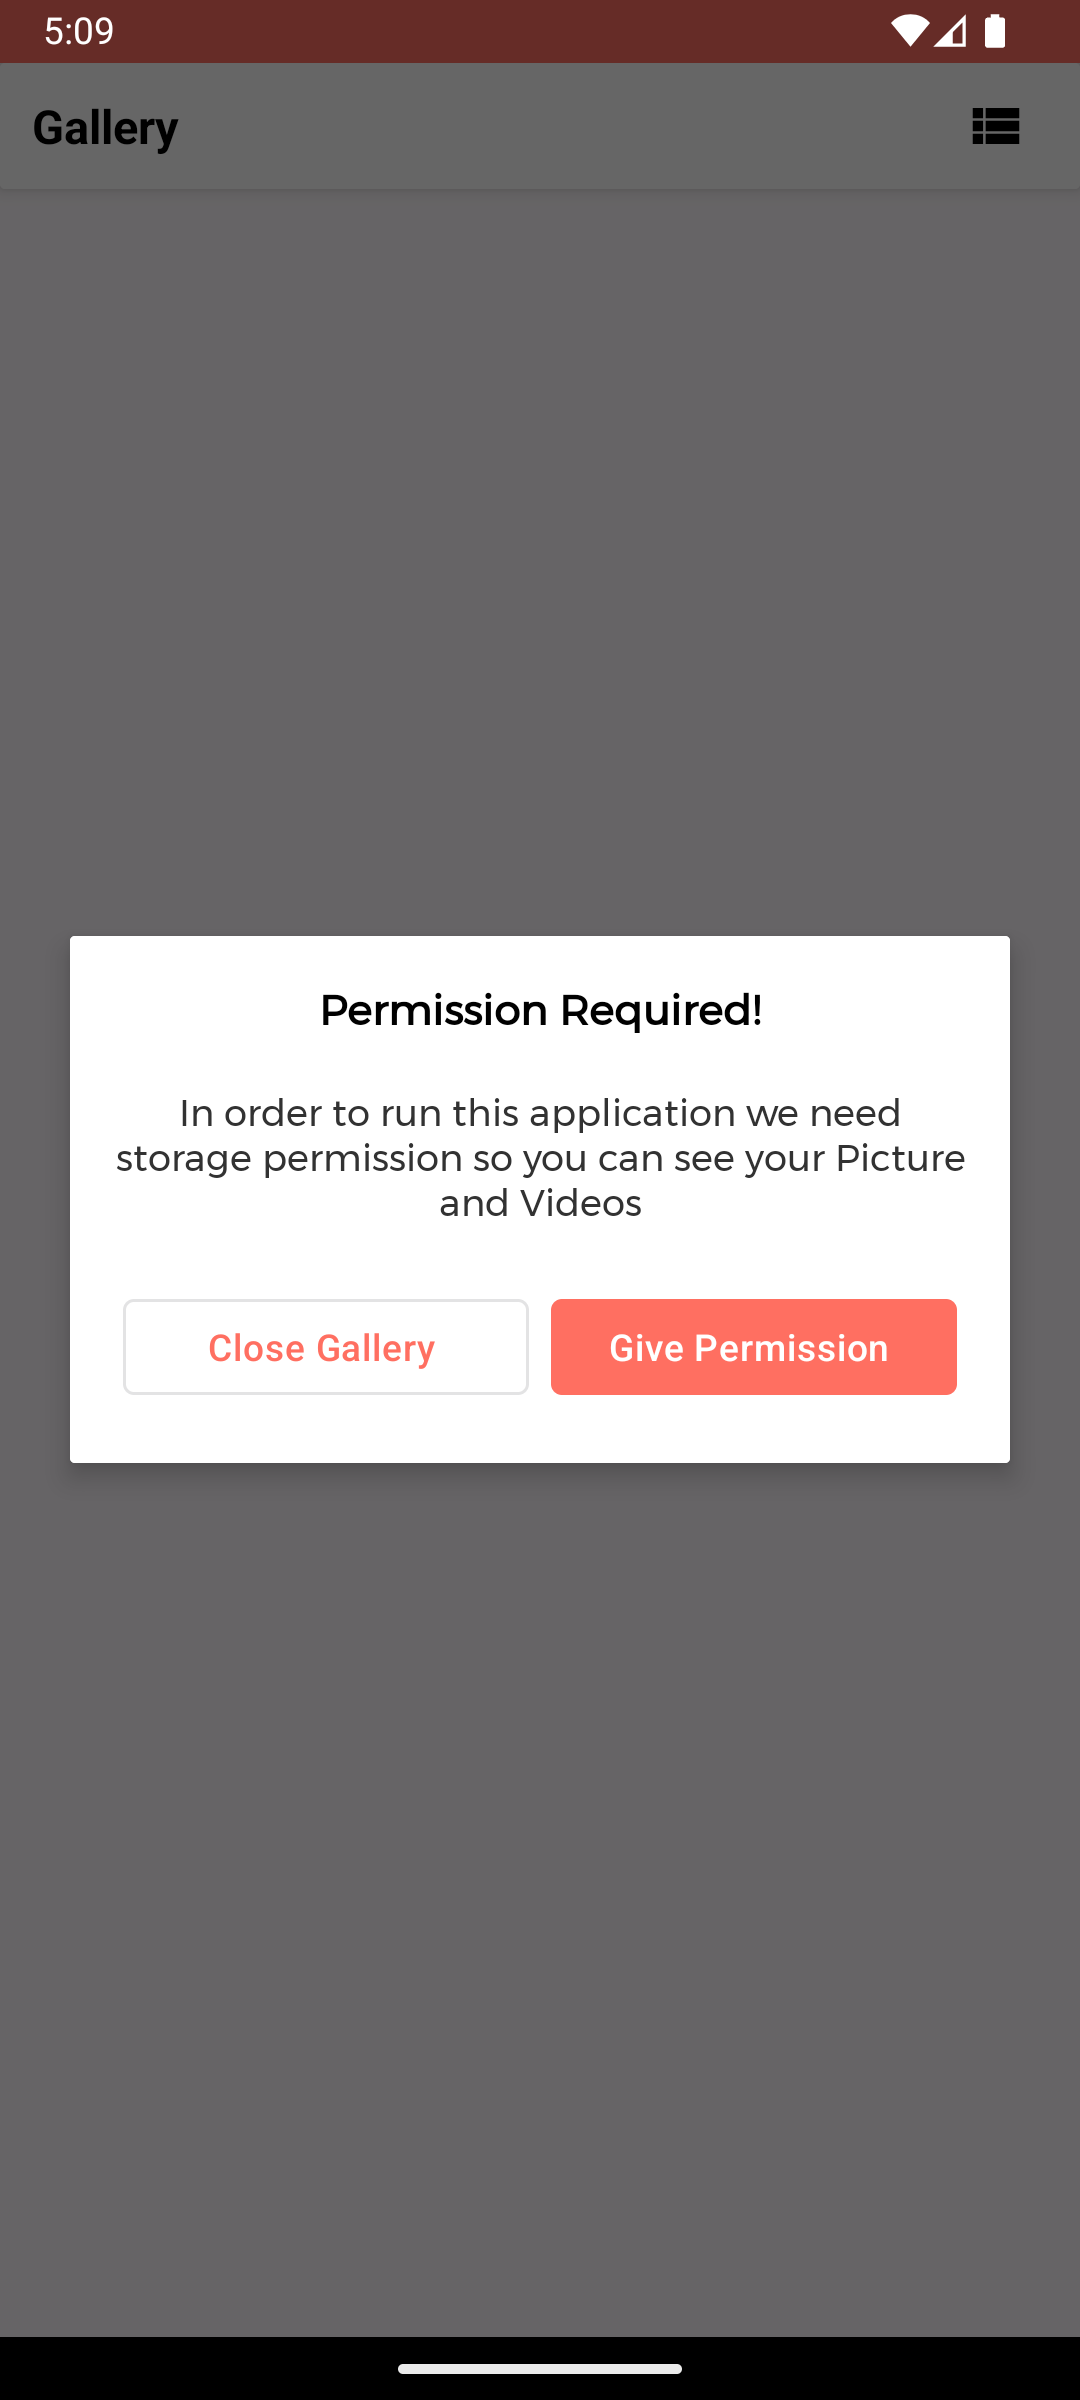 5:09
Gallery
Permission Required!
In order to run this application we need
storage permission so you can see your Picture
and Videos
Close Gallery
Give Permission